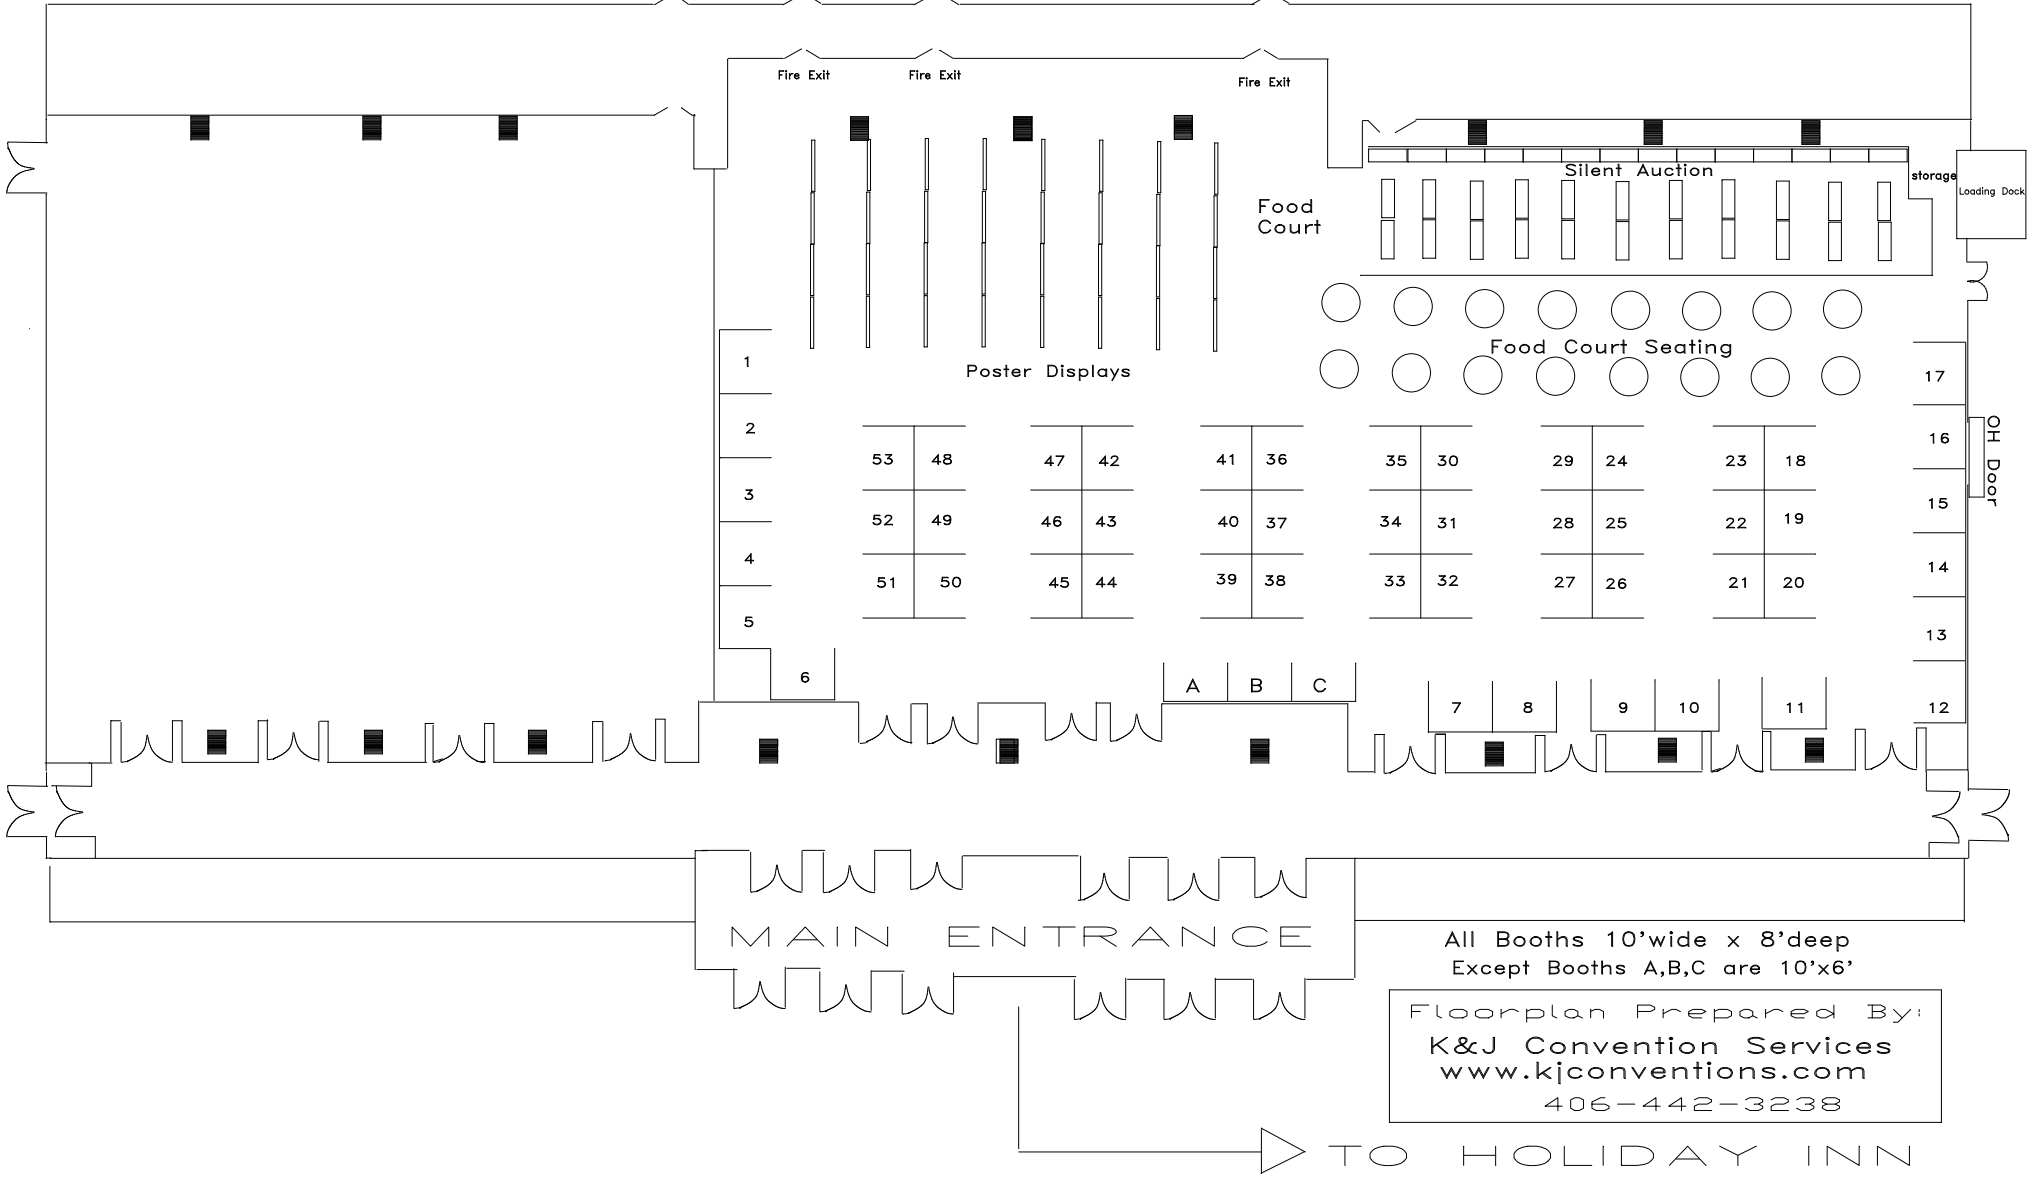 Fire Exit
Fire Exit
Fire Exit
Silent Auction
storage
Loading Dock
Food
Court
Food Court Seating
Poster Displays
1
2
3
4
5
6
53 48
52 49
51 50
47 42
46 43
45 44
41 36
40 37
39 38
35 30
34 31
33 32
29 24
28 25
27 26
23 18
22 19
21 20
17
16
15
14
13
12
OH Door
A B C
7 8
9 10
11
MAIN ENTRANCE
All Booths 10'wide x 8'deep
Except Booths A,B,C are 10'x6'
Floorplan Prepared By:
K&J Convention Services
www.kjconventions.com
406-442-3238
TO HOLIDAY INN